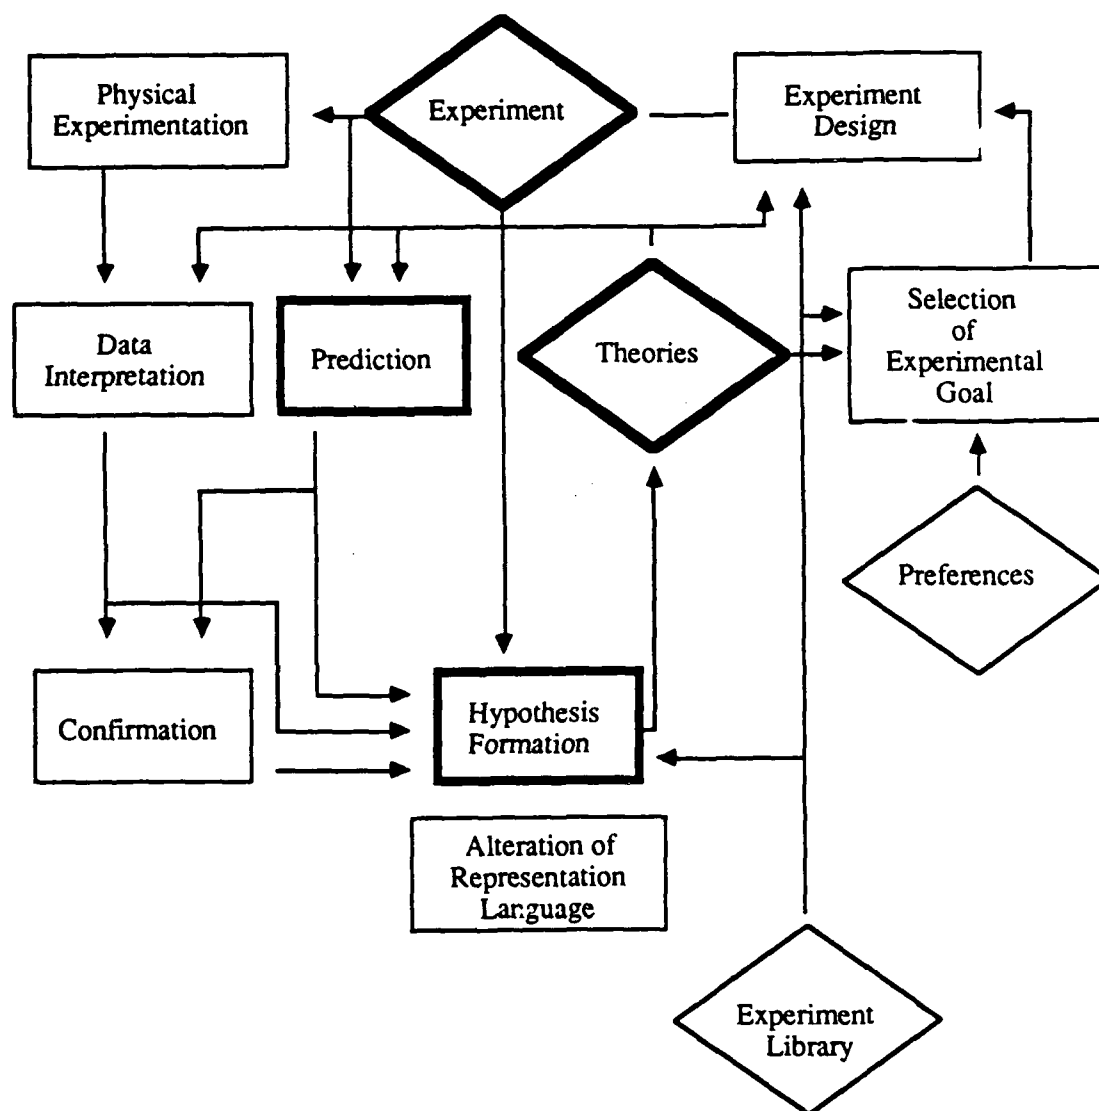 Physical
Experimentation
Experiment
Experiment
Design
Data
Interpretation
Prediction
Theories
Selection
of
Experimental
Goal
Preferences
Confirmation
Hypothesis
Formation
Alteration of
Representation
Language
Experiment
Library